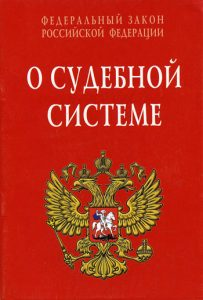 ФЕДЕРАЛЬНЫЙ ЗАКОН
РОССИЙСКОЙ ФЕДЕРАЦИИ
О СУДЕБНОЙ
СИСТЕМЕ